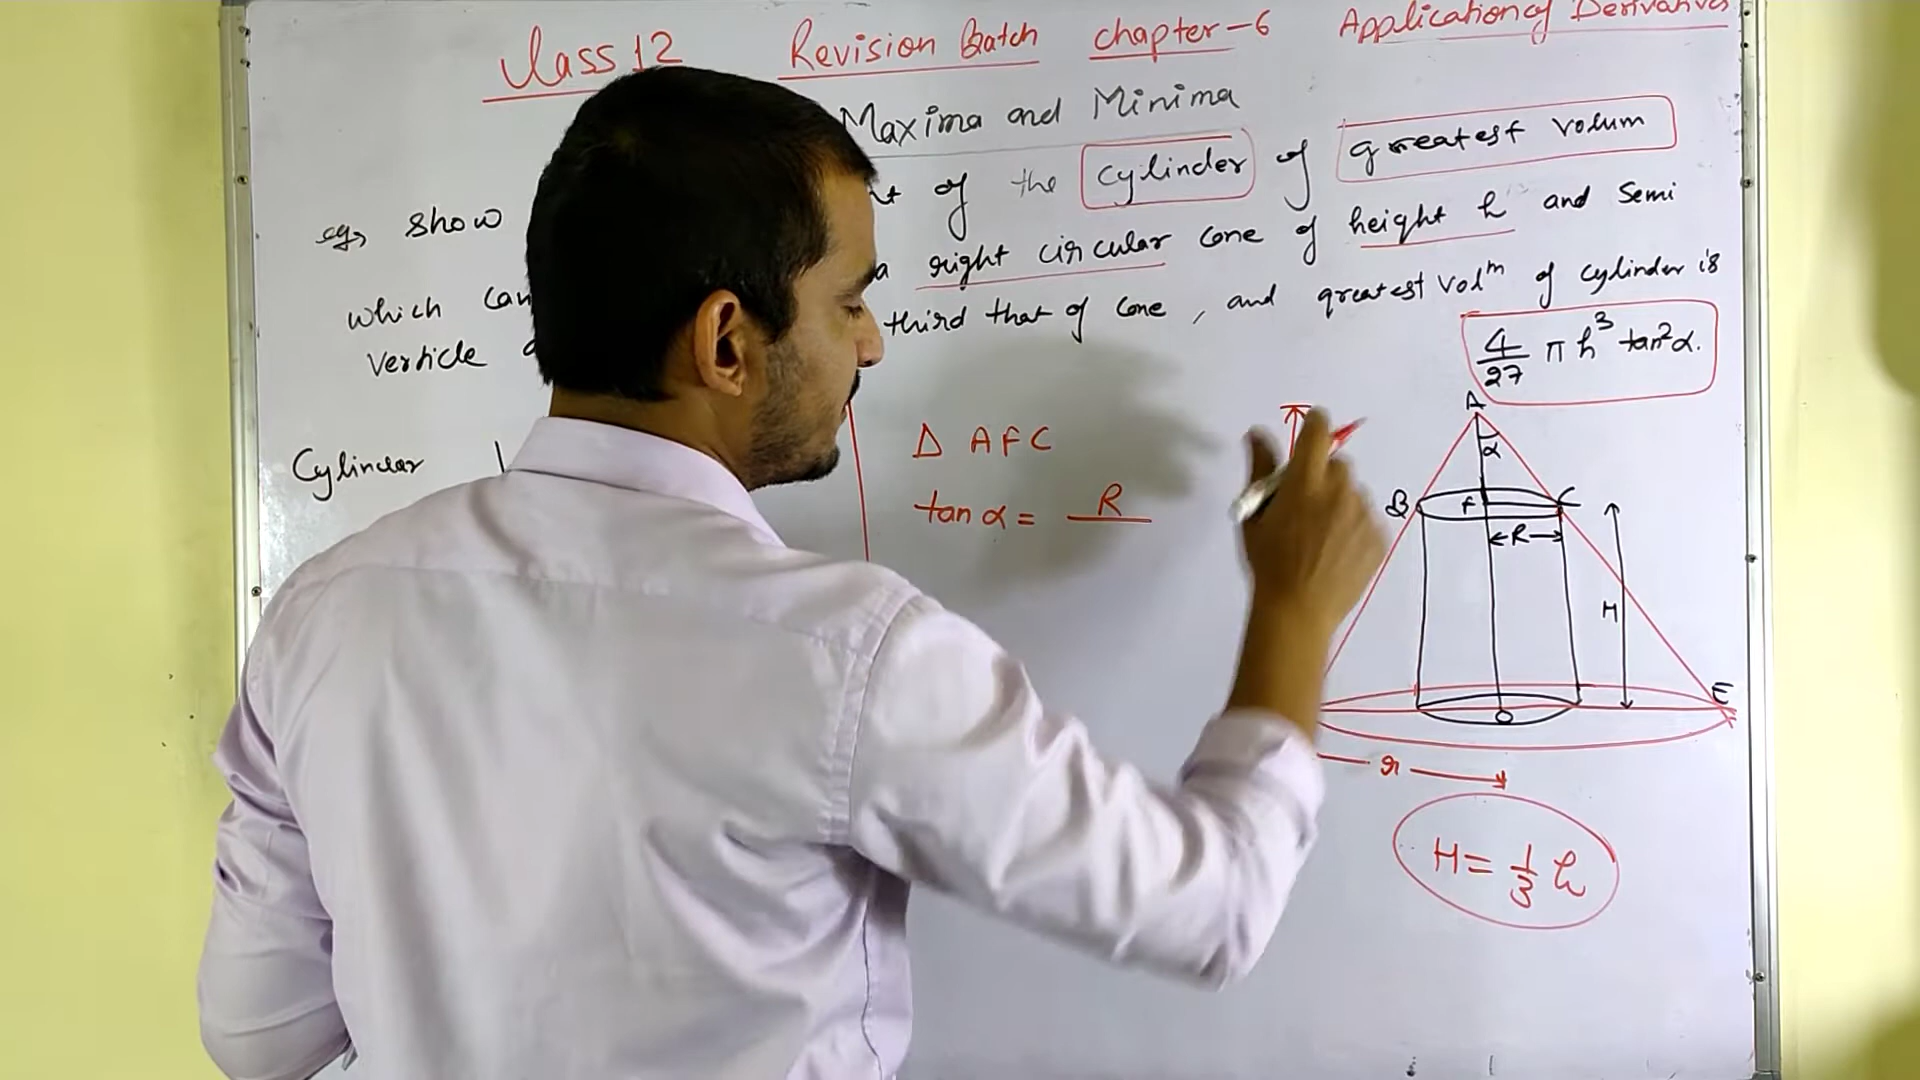 Class 12 Revision Batch chapter-6 Application of Derivatives
Maxima and Minima
eg, show of the cylinder of greatest volum
which can a right circular cone of height h and semi
verticle third that of cone, and greatest volᵐ of cylinder is
4/27 π h³ tan²α.
Cylinder
Δ AFC
tan α = R
A
α
B F C
R
H
E
O
r
H = 1/3 h